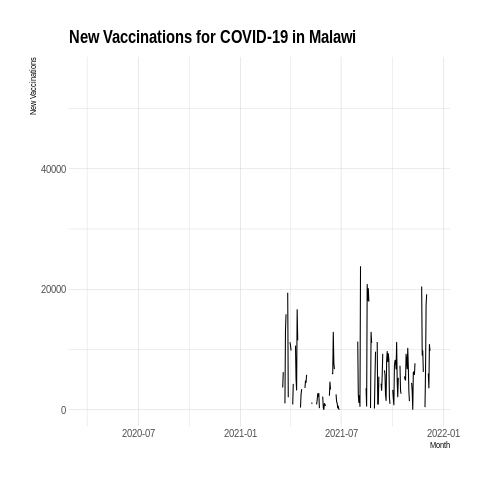 New Vaccinations for COVID-19 in Malawi
New Vaccinations
40000
20000
0
2020-07 2021-01 2021-07 2022-01
Month